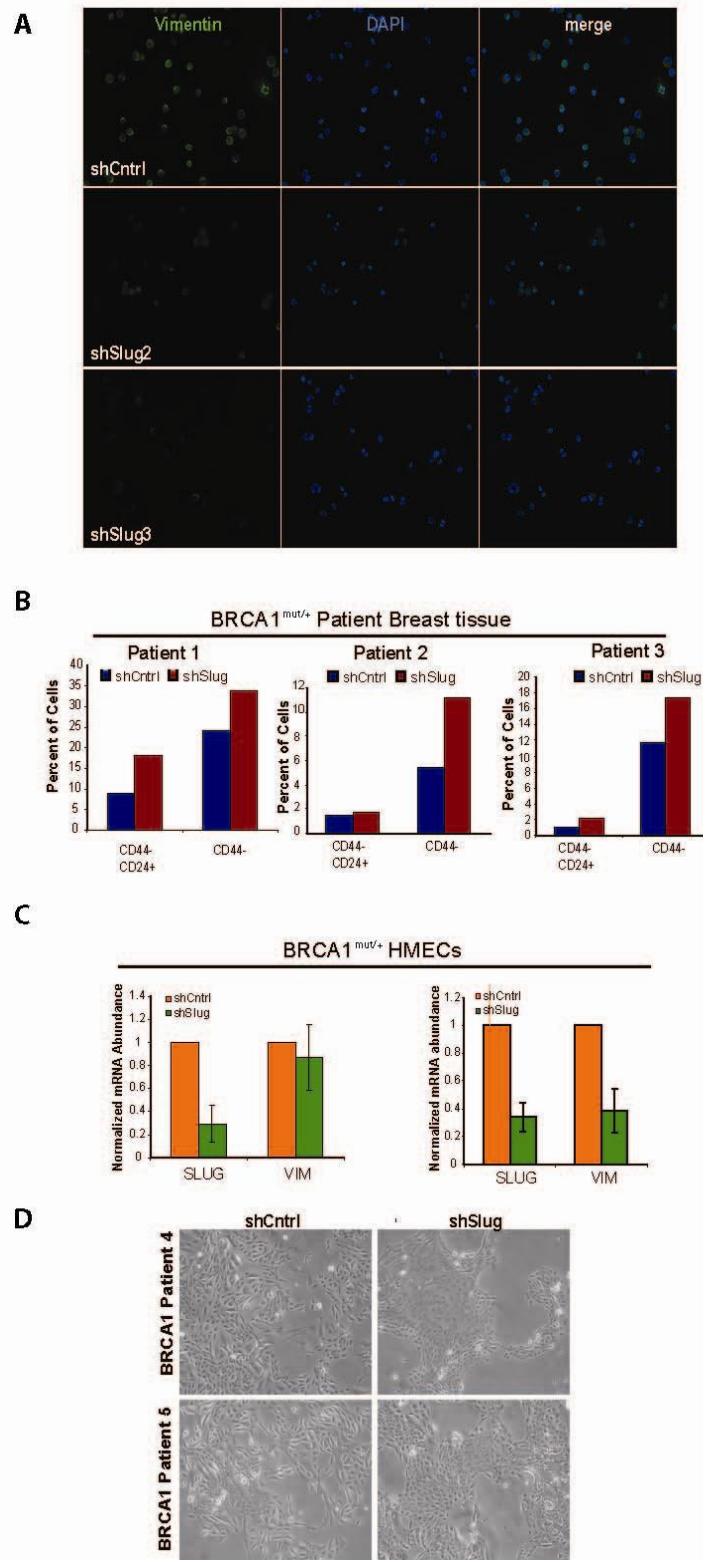 A
Vimentin DAPI merge
shCntrl
shSlug2
shSlug3
B
BRCA1mut/+ Patient Breast tissue
Patient 1 Patient 2 Patient 3
shCntrl shSlug
shCntrl shSlug
shCntrl shSlug
Percent of Cells
40
35
30
25
20
15
10
5
0
CD44-
CD24+
CD44-
Percent of Cells
12
10
8
6
4
2
0
CD44-
CD24+
CD44-
Percent of Cells
20
18
16
14
12
10
8
6
4
2
0
CD44-
CD24+
CD44-
C
BRCA1mut/+ HMECs
Normalized mRNA Abundance
1.4
1.2
1
0.8
0.6
0.4
0.2
0
shCntrl
shSlug
SLUG VIM
Normalized mRNA abundance
1.2
1
0.8
0.6
0.4
0.2
0
shCntrl
shSlug
SLUG VIM
D
shCntrl shSlug
BRCA1 Patient 4
BRCA1 Patient 5